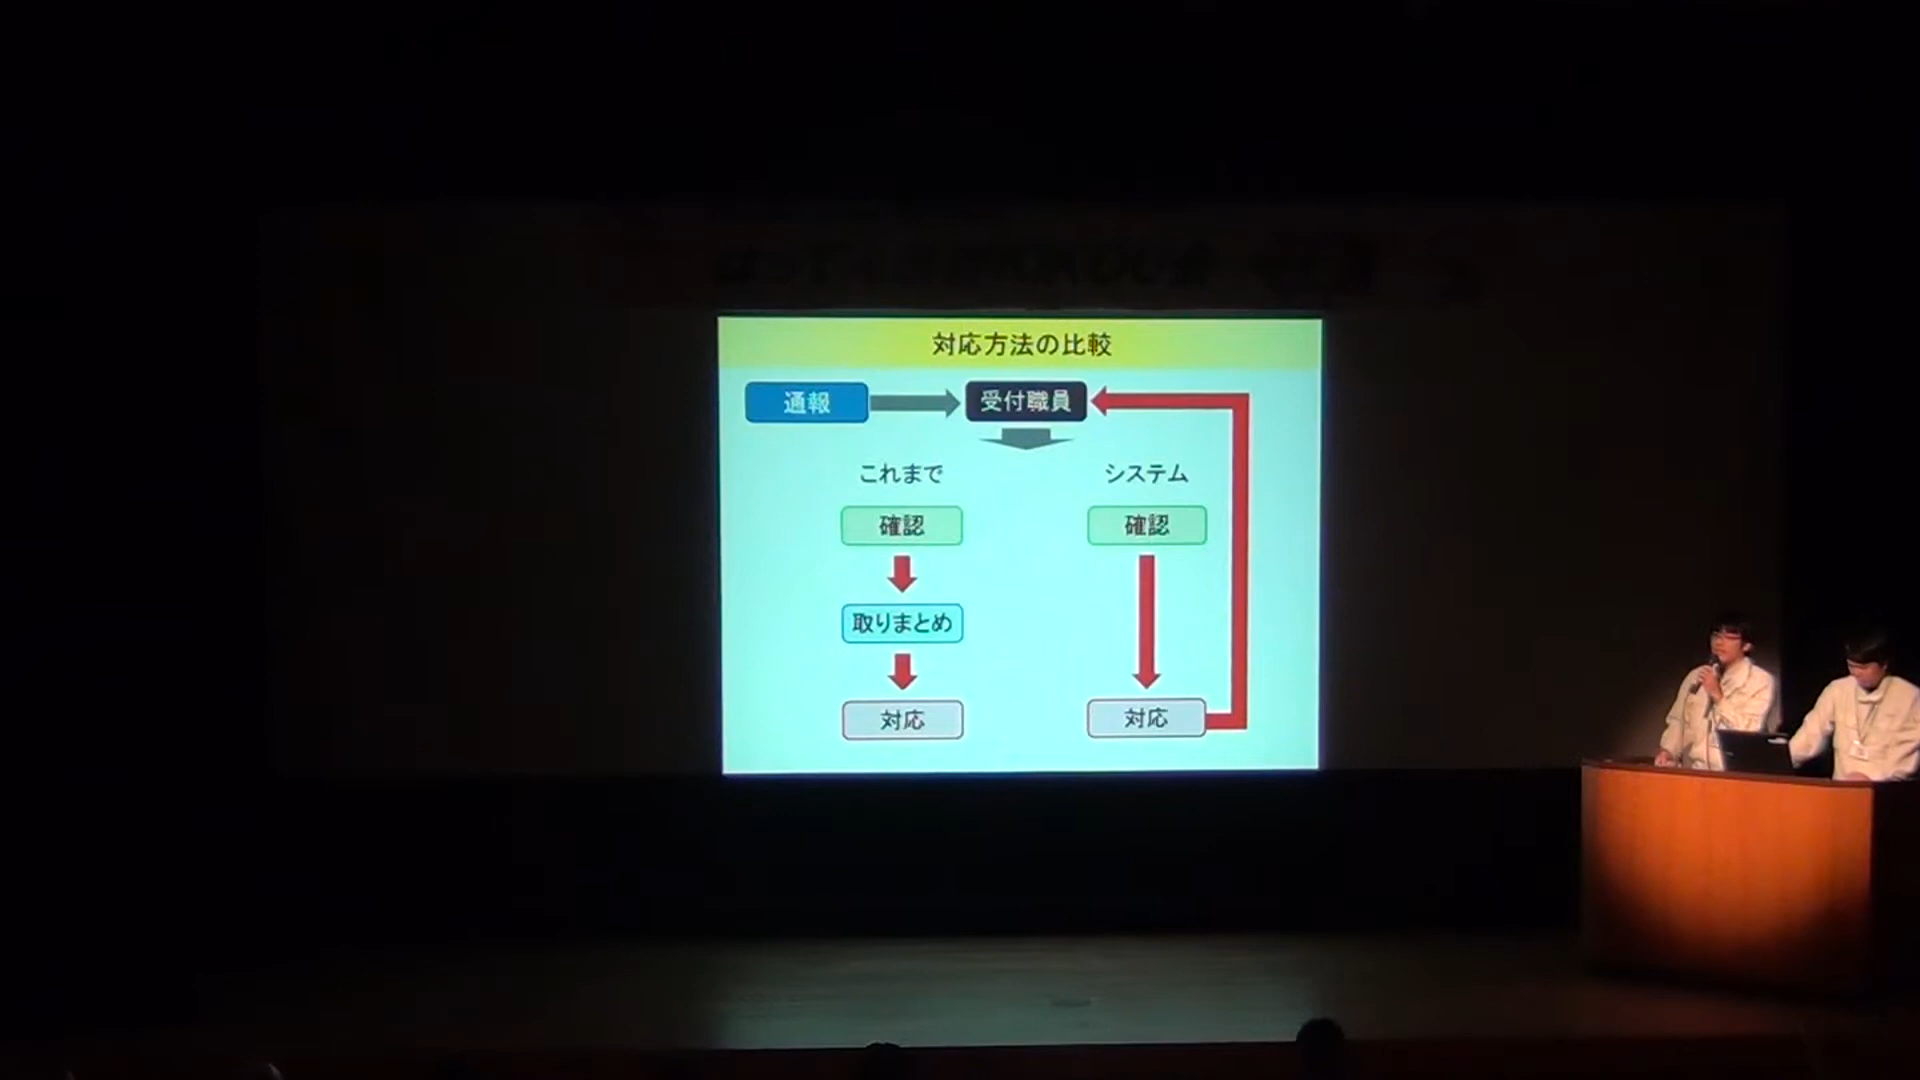 対応方法の比較
通報
受付職員
これまで
システム
確認
確認
取りまとめ
対応
対応